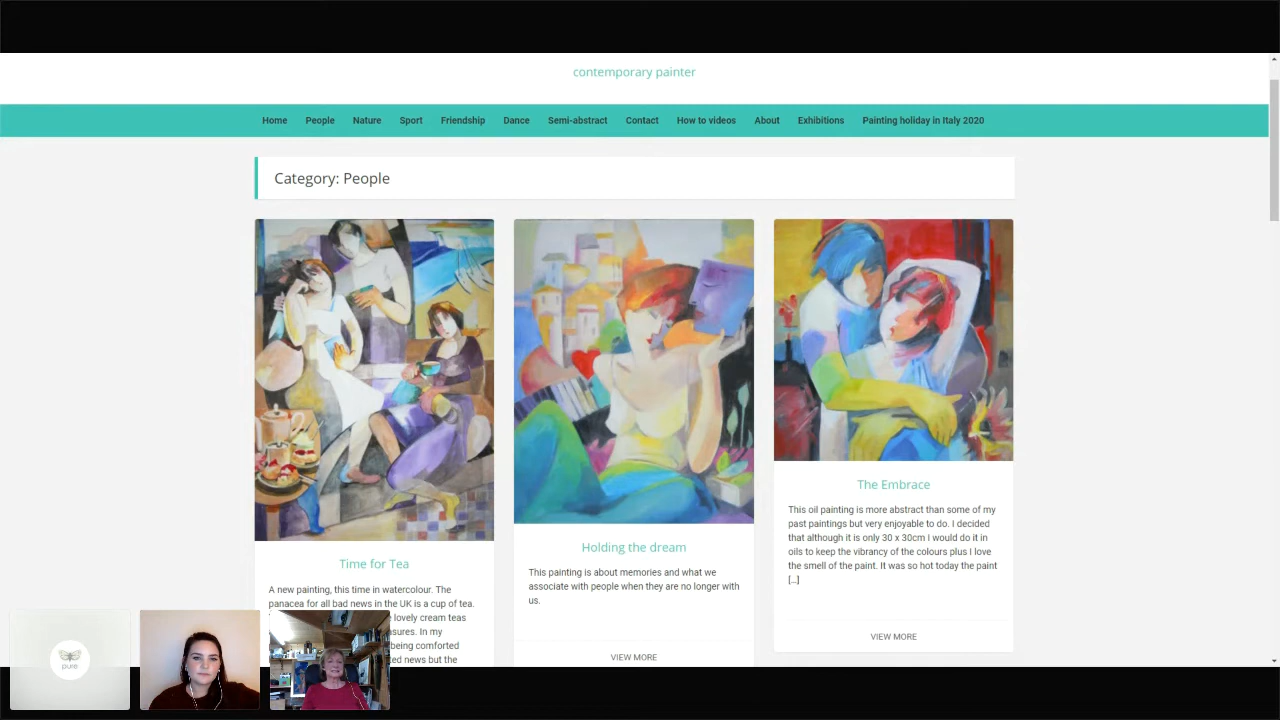 contemporary painter
Home People Nature Sport Friendship Dance Semi-abstract Contact How to videos About Exhibitions Painting holiday in Italy 2020
Category: People
Time for Tea
A new painting, this time in watercolour. The
panacea for all bad news in the UK is a cup of tea.
lovely cream teas
sures. In my
being comforted
ed news but the
Holding the dream
This painting is about memories and what we
associate with people when they are no longer with
us.
VIEW MORE
The Embrace
This oil painting is more abstract than some of my
past paintings but very enjoyable to do. I decided
that although it is only 30 x 30cm I would do it in
oils to keep the vibrancy of the colours plus I love
the smell of the paint. It was so hot today the paint
[...]
VIEW MORE
pure